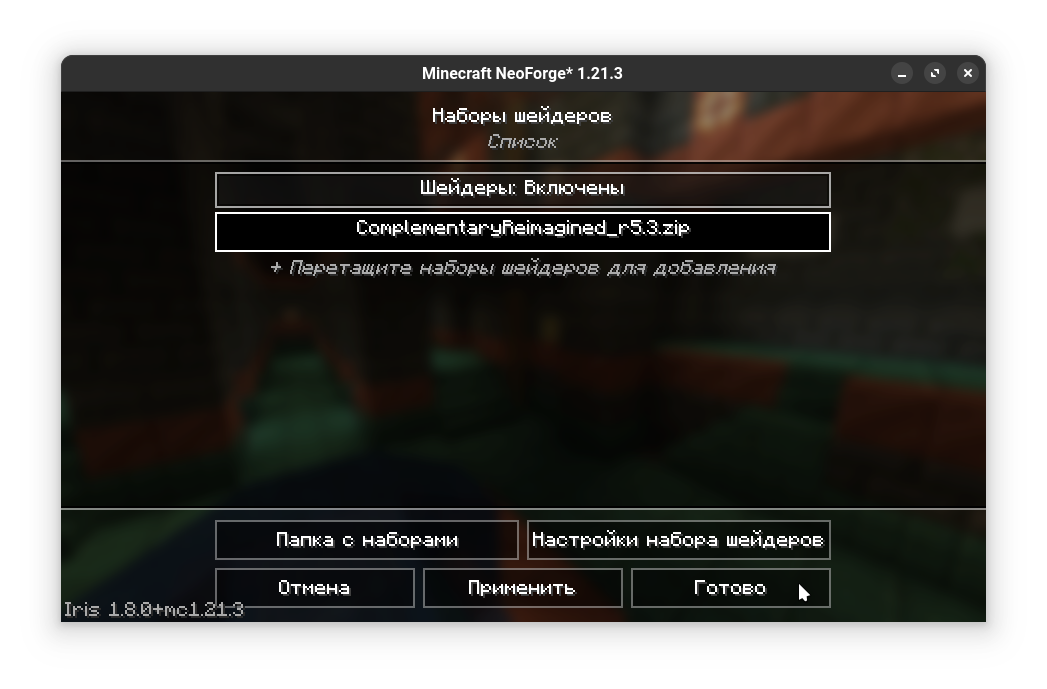 Minecraft NeoForge* 1.21.3
Наборы шейдеров
Список
Шейдеры: Включены
ComplementaryReimagined_r5.3.zip
+ Перетащите наборы шейдеров для добавления
Папка с наборами
Настройки набора шейдеров
Отмена
Применить
Готово
Iris 1.8.0+mc1.21.3